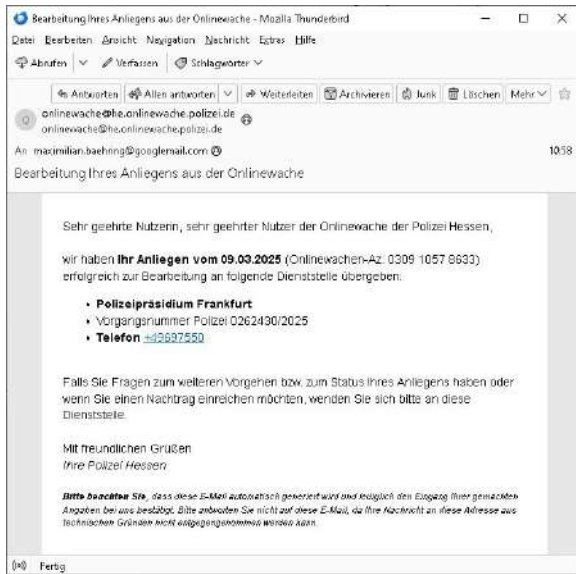 Bearbeitung Ihres Anliegens aus der Onlinewache - Mozilla Thunderbird
Datei Bearbeiten Ansicht Navigation Nachricht Extras Hilfe
Abrufen Verfassen Schlagwörter
Antworten Allen antworten Weiterleiten Archivieren Junk Löschen Mehr
onlinewache@he.onlinewache.polizei.de
onlinewache@he.onlinewache.polizei.de
An maximilian.baehring@googlemail.com 10:58
Bearbeitung Ihres Anliegens aus der Onlinewache
Sehr geehrte Nutzerin, sehr geehrter Nutzer der Onlinewache der Polizei Hessen,
wir haben Ihr Anliegen vom 09.03.2025 (Onlinewachen-Az. 0309 1057 8633)
erfolgreich zur Bearbeitung an folgende Dienststelle übergeben:
• Polizeipräsidium Frankfurt
• Vorgangsnummer Polizei 0262430/2025
• Telefon +49697550
Falls Sie Fragen zum weiteren Vorgehen bzw. zum Status Ihres Anliegens haben oder
wenn Sie einen Nachtrag einreichen möchten, wenden Sie sich bitte an diese
Dienststelle.
Mit freundlichen Grüßen
Ihre Polizei Hessen
Bitte beachten Sie, dass diese E-Mail automatisch generiert wird und lediglich den Eingang Ihrer gemachten
Angaben bei uns bestätigt. Bitte antworten Sie nicht auf diese E-Mail, da Ihre Nachricht an diese Adresse aus
technischen Gründen nicht entgegengenommen werden kann.
Fertig